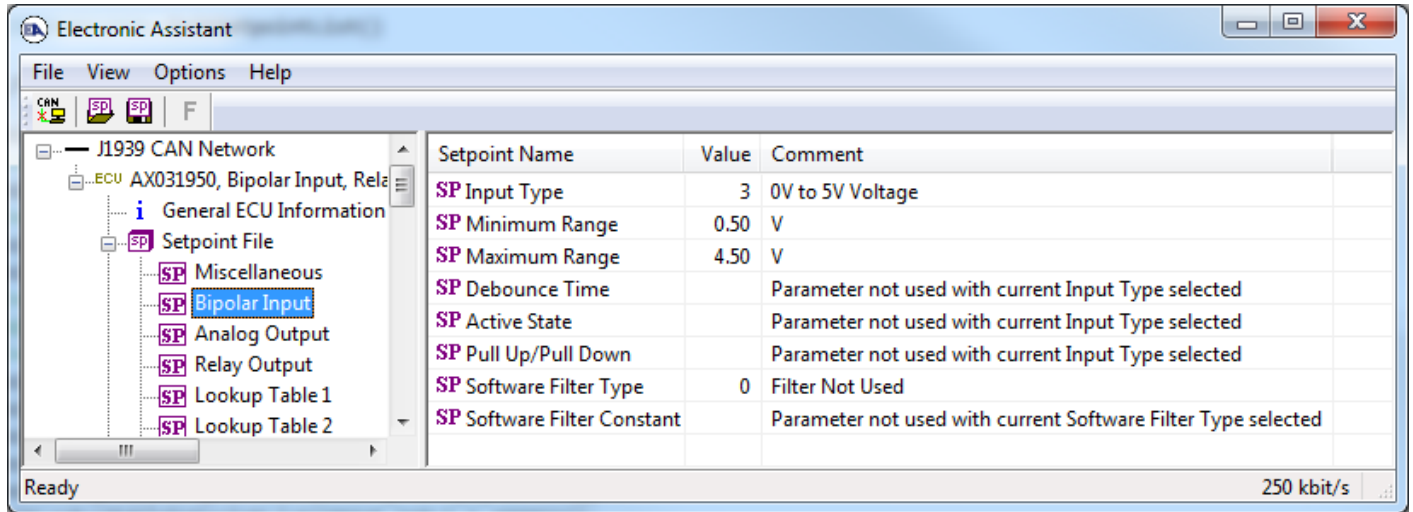 Electronic Assistant
File View Options Help
CAN SP SP F
J1939 CAN Network
ECU AX031950, Bipolar Input, Rela
i General ECU Information
SP Setpoint File
SP Miscellaneous
SP Bipolar Input
SP Analog Output
SP Relay Output
SP Lookup Table 1
SP Lookup Table 2
Setpoint Name Value Comment
SP Input Type 3 0V to 5V Voltage
SP Minimum Range 0.50 V
SP Maximum Range 4.50 V
SP Debounce Time Parameter not used with current Input Type selected
SP Active State Parameter not used with current Input Type selected
SP Pull Up/Pull Down Parameter not used with current Input Type selected
SP Software Filter Type 0 Filter Not Used
SP Software Filter Constant Parameter not used with current Software Filter Type selected
Ready 250 kbit/s